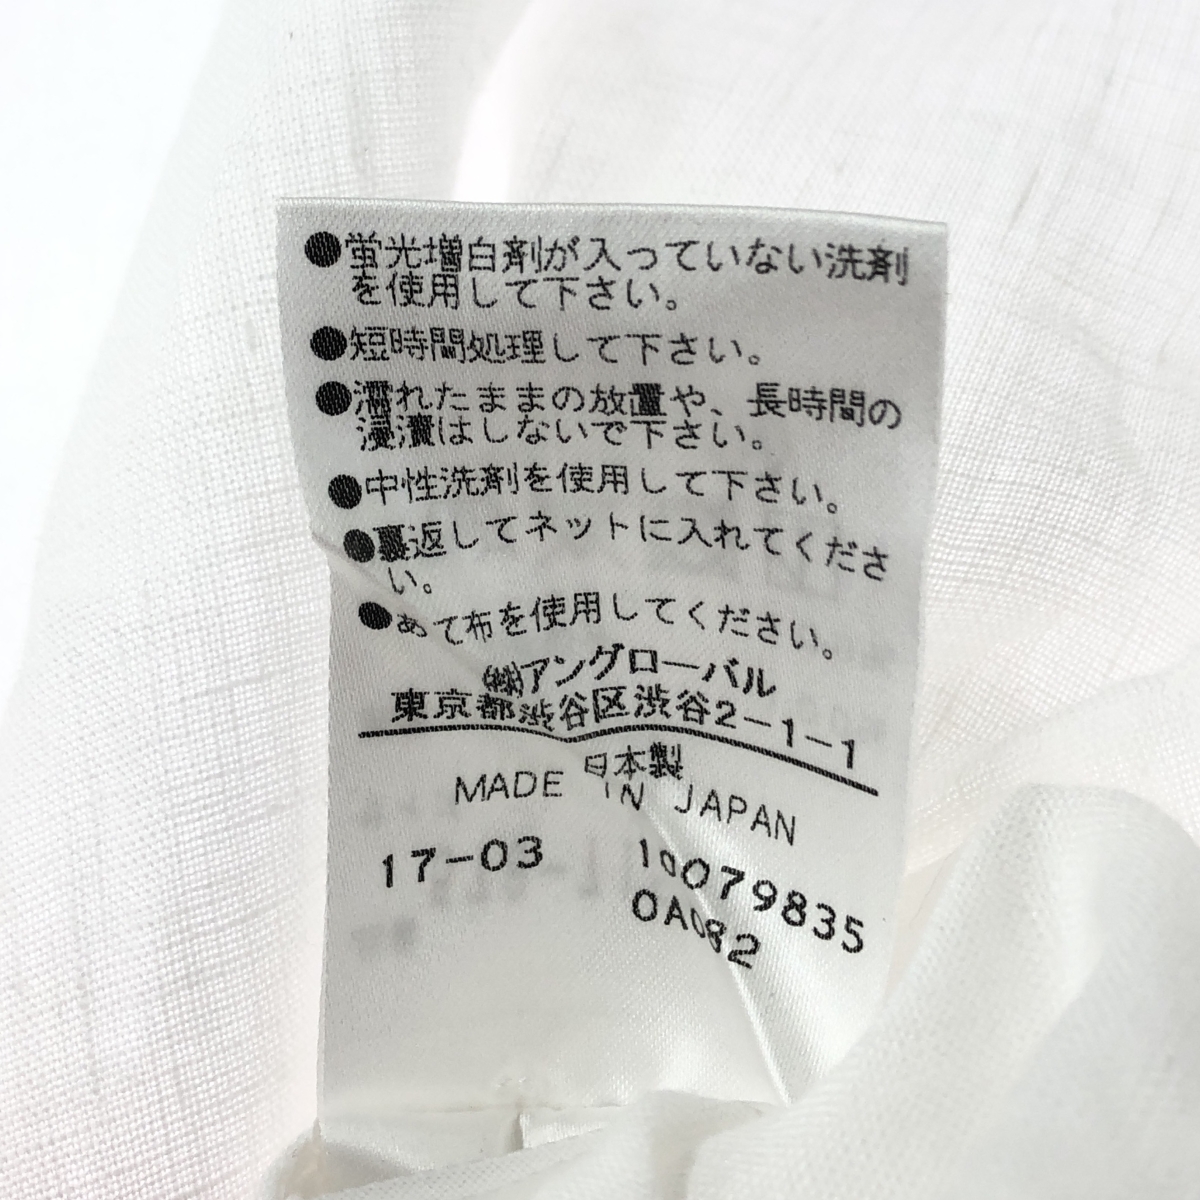 ●蛍光増白剤が入っていない洗剤
を使用して下さい。
●短時間処理して下さい。
●濡れたままの放置や、長時間の
浸漬はしないで下さい。
●中性洗剤を使用して下さい。
●裏返してネットに入れてくださ
い。
●あて布を使用してください。
㈱アングローバル
東京都渋谷区渋谷2-1-1
日本製
MADE IN JAPAN
17-03 10079835
0A082